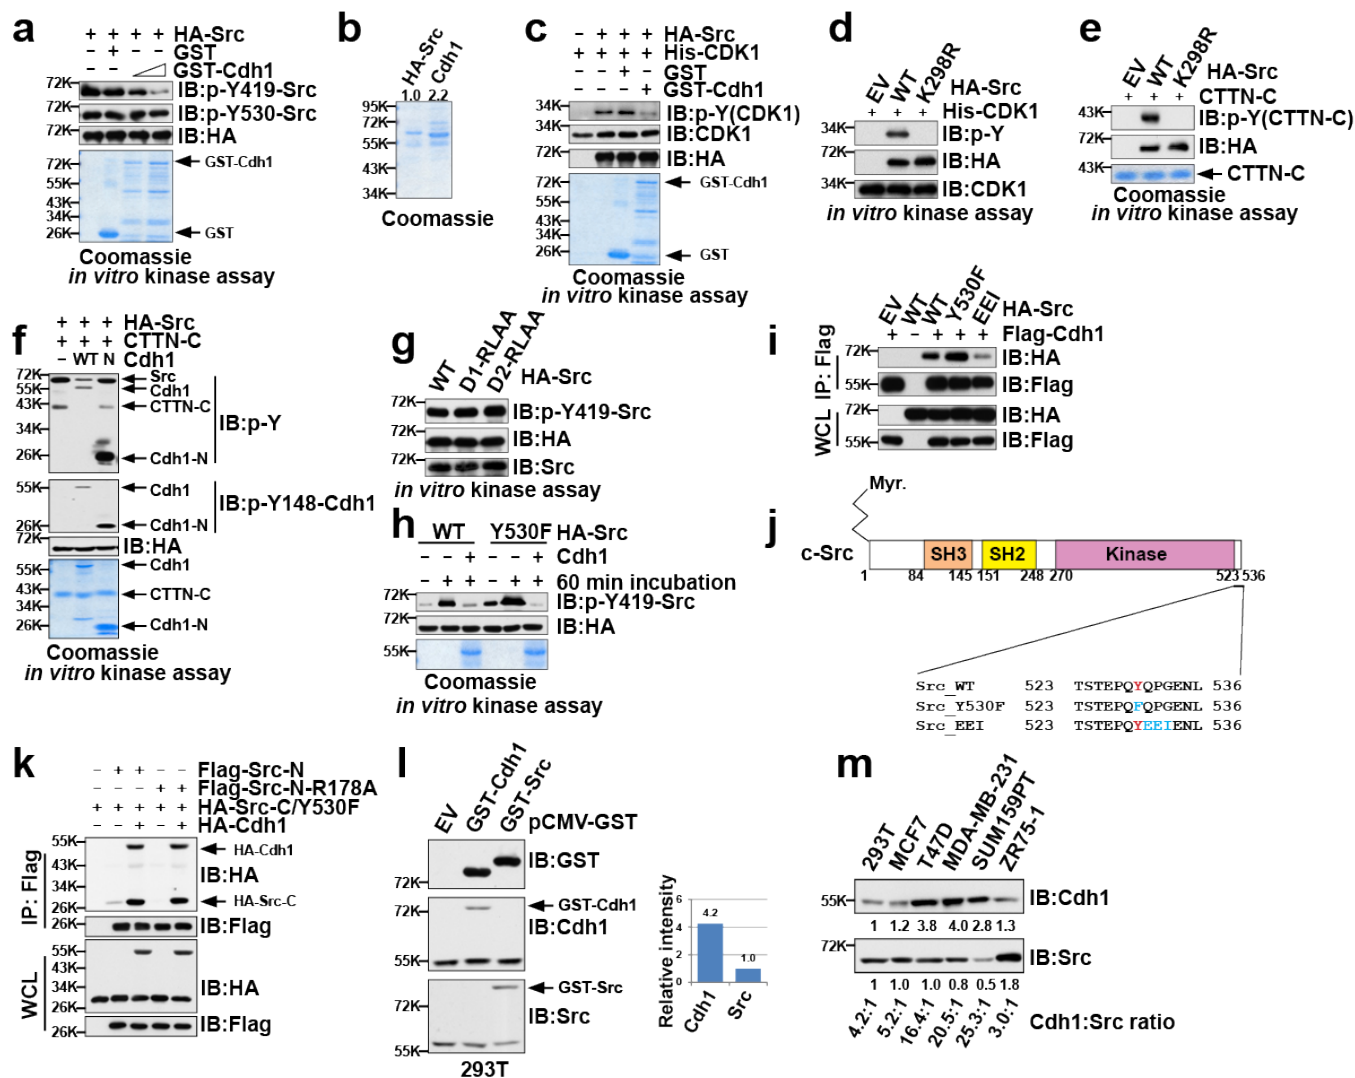 a
+ + + + HA-Src
– + – – GST
– – GST-Cdh1
72K IB:p-Y419-Src
72K IB:p-Y530-Src
72K IB:HA
72K GST-Cdh1
55K
43K
34K
26K GST
Coomassie
in vitro kinase assay
b
HA-Src
Cdh1
1.0 2.2
95K
72K
55K
43K
34K
Coomassie
c
– + + + HA-Src
+ + + + His-CDK1
– – + – GST
– – – + GST-Cdh1
34K IB:p-Y(CDK1)
34K IB:CDK1
72K IB:HA
72K GST-Cdh1
55K
43K
34K
26K GST
Coomassie
in vitro kinase assay
d
EV WT K298R HA-Src
+ + + His-CDK1
34K IB:p-Y
72K IB:HA
34K IB:CDK1
in vitro kinase assay
e
EV WT K298R HA-Src
+ + + CTTN-C
43K IB:p-Y(CTTN-C)
72K IB:HA
43K CTTN-C
Coomassie
in vitro kinase assay
f
+ + + HA-Src
+ + + CTTN-C
– WT N Cdh1
72K Src
55K Cdh1
43K CTTN-C
34K IB:p-Y
26K Cdh1-N
55K Cdh1
IB:p-Y148-Cdh1
26K Cdh1-N
72K IB:HA
55K Cdh1
43K CTTN-C
34K
26K Cdh1-N
Coomassie
in vitro kinase assay
g
WT D1-RLAA D2-RLAA HA-Src
72K IB:p-Y419-Src
72K IB:HA
72K IB:Src
in vitro kinase assay
h
WT Y530F HA-Src
– – + – – + Cdh1
– + + – + + 60 min incubation
72K IB:p-Y419-Src
72K IB:HA
55K
Coomassie
in vitro kinase assay
i
EV WT WT Y530F EEI HA-Src
+ – + + + Flag-Cdh1
IP: Flag
72K IB:HA
55K IB:Flag
WCL
72K IB:HA
55K IB:Flag
j
Myr.
c-Src SH3 SH2 Kinase
1 84 145 151 248 270 523 536
Src_WT 523 TSTEPQYQPGENL 536
Src_Y530F 523 TSTEPQFQPGENL 536
Src_EEI 523 TSTEPQYEEIENL 536
k
– + + – – Flag-Src-N
– – – + + Flag-Src-N-R178A
+ + + + + HA-Src-C/Y530F
– – + – + HA-Cdh1
IP: Flag
55K HA-Cdh1
43K IB:HA
34K
26K HA-Src-C
26K IB:Flag
WCL
55K
43K
34K IB:HA
26K
26K IB:Flag
l
EV GST-Cdh1 GST-Src pCMV-GST
IB:GST
72K
72K GST-Cdh1
IB:Cdh1
55K
GST-Src
72K IB:Src
55K
293T
Relative intensity
6
4
2
0
4.2
1.0
Cdh1 Src
m
293T MCF7 T47D MDA-MB-231 SUM159PT ZR75-1
55K IB:Cdh1
1 1.2 3.8 4.0 2.8 1.3
72K IB:Src
1 1.0 1.0 0.8 0.5 1.8
4.2:1 5.2:1 16.4:1 20.5:1 25.3:1 3.0:1 Cdh1:Src ratio